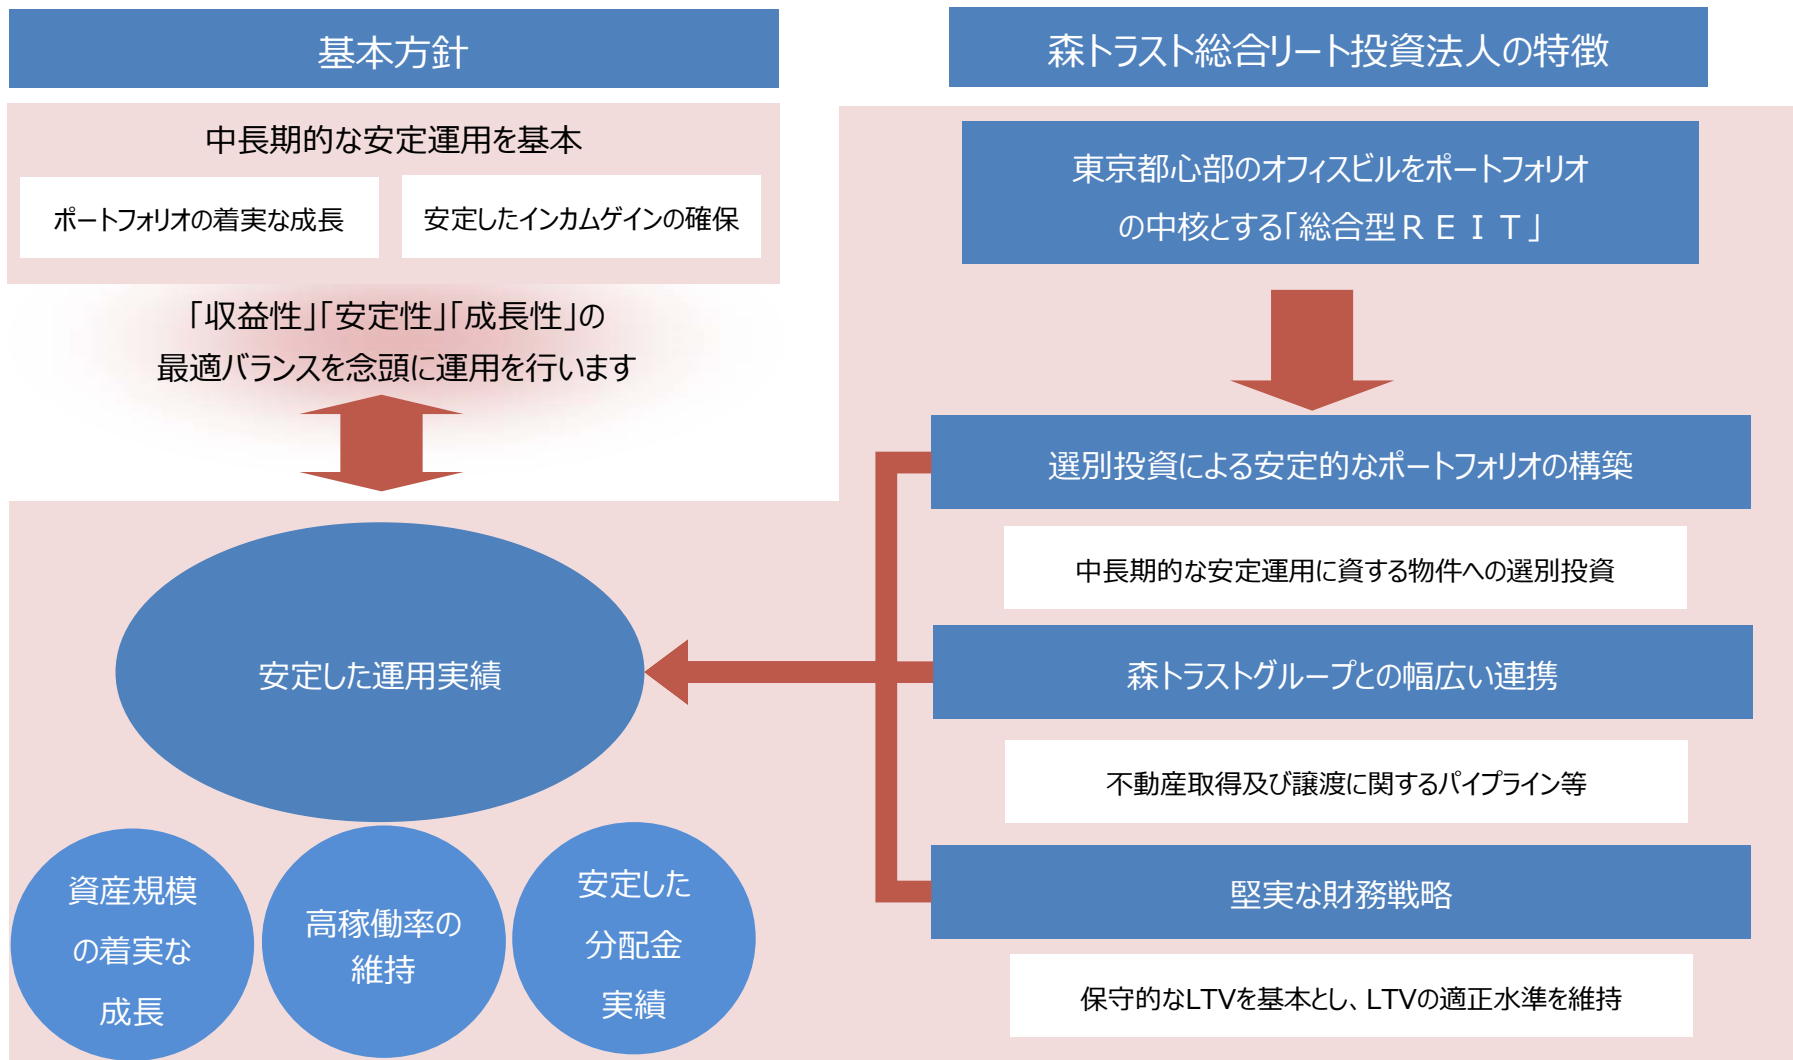 基本方針
中長期的な安定運用を基本
ポートフォリオの着実な成長
安定したインカムゲインの確保
「収益性」「安定性」「成長性」の
最適バランスを念頭に運用を行います
安定した運用実績
資産規模
の着実な
成長
高稼働率の
維持
安定した
分配金
実績
森トラスト総合リート投資法人の特徴
東京都心部のオフィスビルをポートフォリオ
の中核とする「総合型ＲＥＩＴ」
選別投資による安定的なポートフォリオの構築
中長期的な安定運用に資する物件への選別投資
森トラストグループとの幅広い連携
不動産取得及び譲渡に関するパイプライン等
堅実な財務戦略
保守的なLTVを基本とし、LTVの適正水準を維持